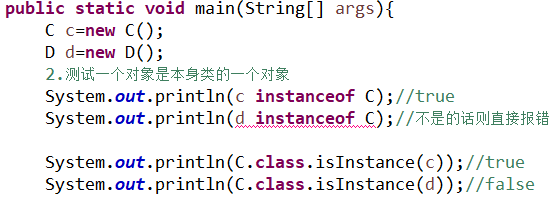 public static void main(String[] args){
C c=new C();
D d=new D();
2.测试一个对象是本身类的一个对象
System.out.println(c instanceof C);//true
System.out.println(d instanceof C);//不是的话则直接报错
System.out.println(C.class.isInstance(c));//true
System.out.println(C.class.isInstance(d));//false